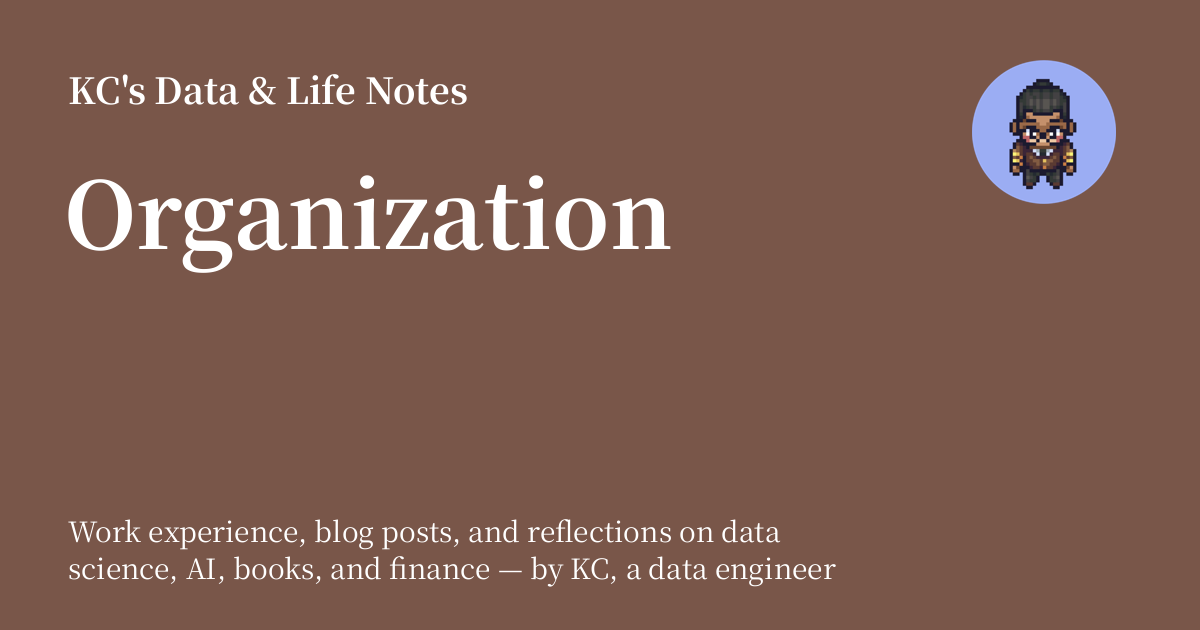 KC's Data & Life Notes
Organization
Work experience, blog posts, and reflections on data
science, AI, books, and finance — by KC, a data engineer